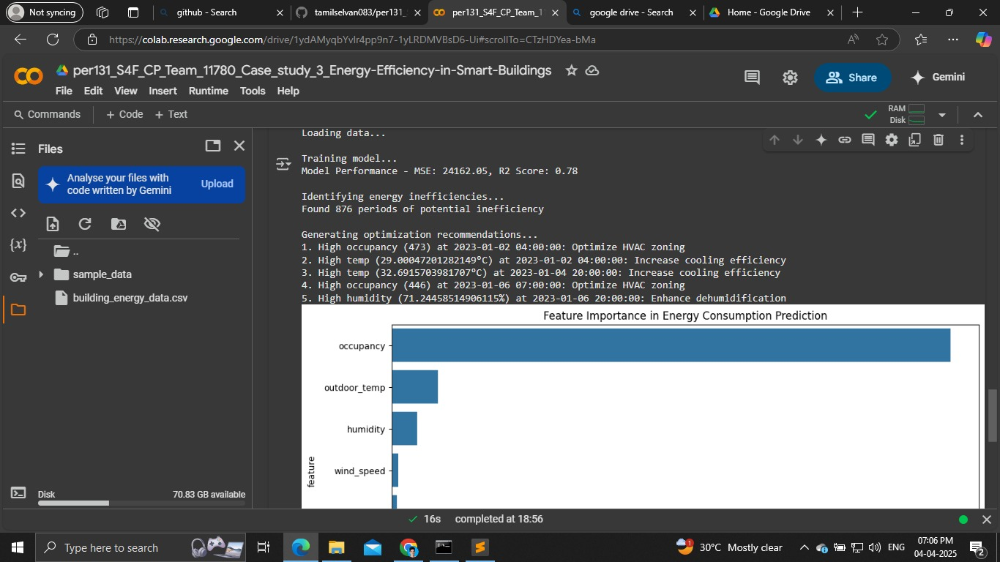 Not syncing
github - Search
tamilselvan083/per131_
per131_S4F_CP_Team_1
google drive - Search
Home - Google Drive
https://colab.research.google.com/drive/1ydAMyqbYvlr4pp9n7-1yLRDMVBsD6-Ui#scrollTo=CTzHDYea-bMa
per131_S4F_CP_Team_11780_Case_study_3_Energy-Efficiency-in-Smart-Buildings
Share
Gemini
File Edit View Insert Runtime Tools Help
Commands + Code + Text
RAM
Disk
Files
Analyse your files with
code written by Gemini
Upload
..
sample_data
building_energy_data.csv
Disk 70.83 GB available
Loading data...
Training model...
Model Performance - MSE: 24162.05, R2 Score: 0.78
Identifying energy inefficiencies...
Found 876 periods of potential inefficiency
Generating optimization recommendations...
1. High occupancy (473) at 2023-01-02 04:00:00: Optimize HVAC zoning
2. High temp (29.00047201282149°C) at 2023-01-02 04:00:00: Increase cooling efficiency
3. High temp (32.6915703981707°C) at 2023-01-04 20:00:00: Increase cooling efficiency
4. High occupancy (446) at 2023-01-06 07:00:00: Optimize HVAC zoning
5. High humidity (71.24458514906115%) at 2023-01-06 20:00:00: Enhance dehumidification
Feature Importance in Energy Consumption Prediction
occupancy
outdoor_temp
humidity
wind_speed
feature
16s completed at 18:56
Type here to search
1
30°C Mostly clear
ENG
07:06 PM
04-04-2025
2